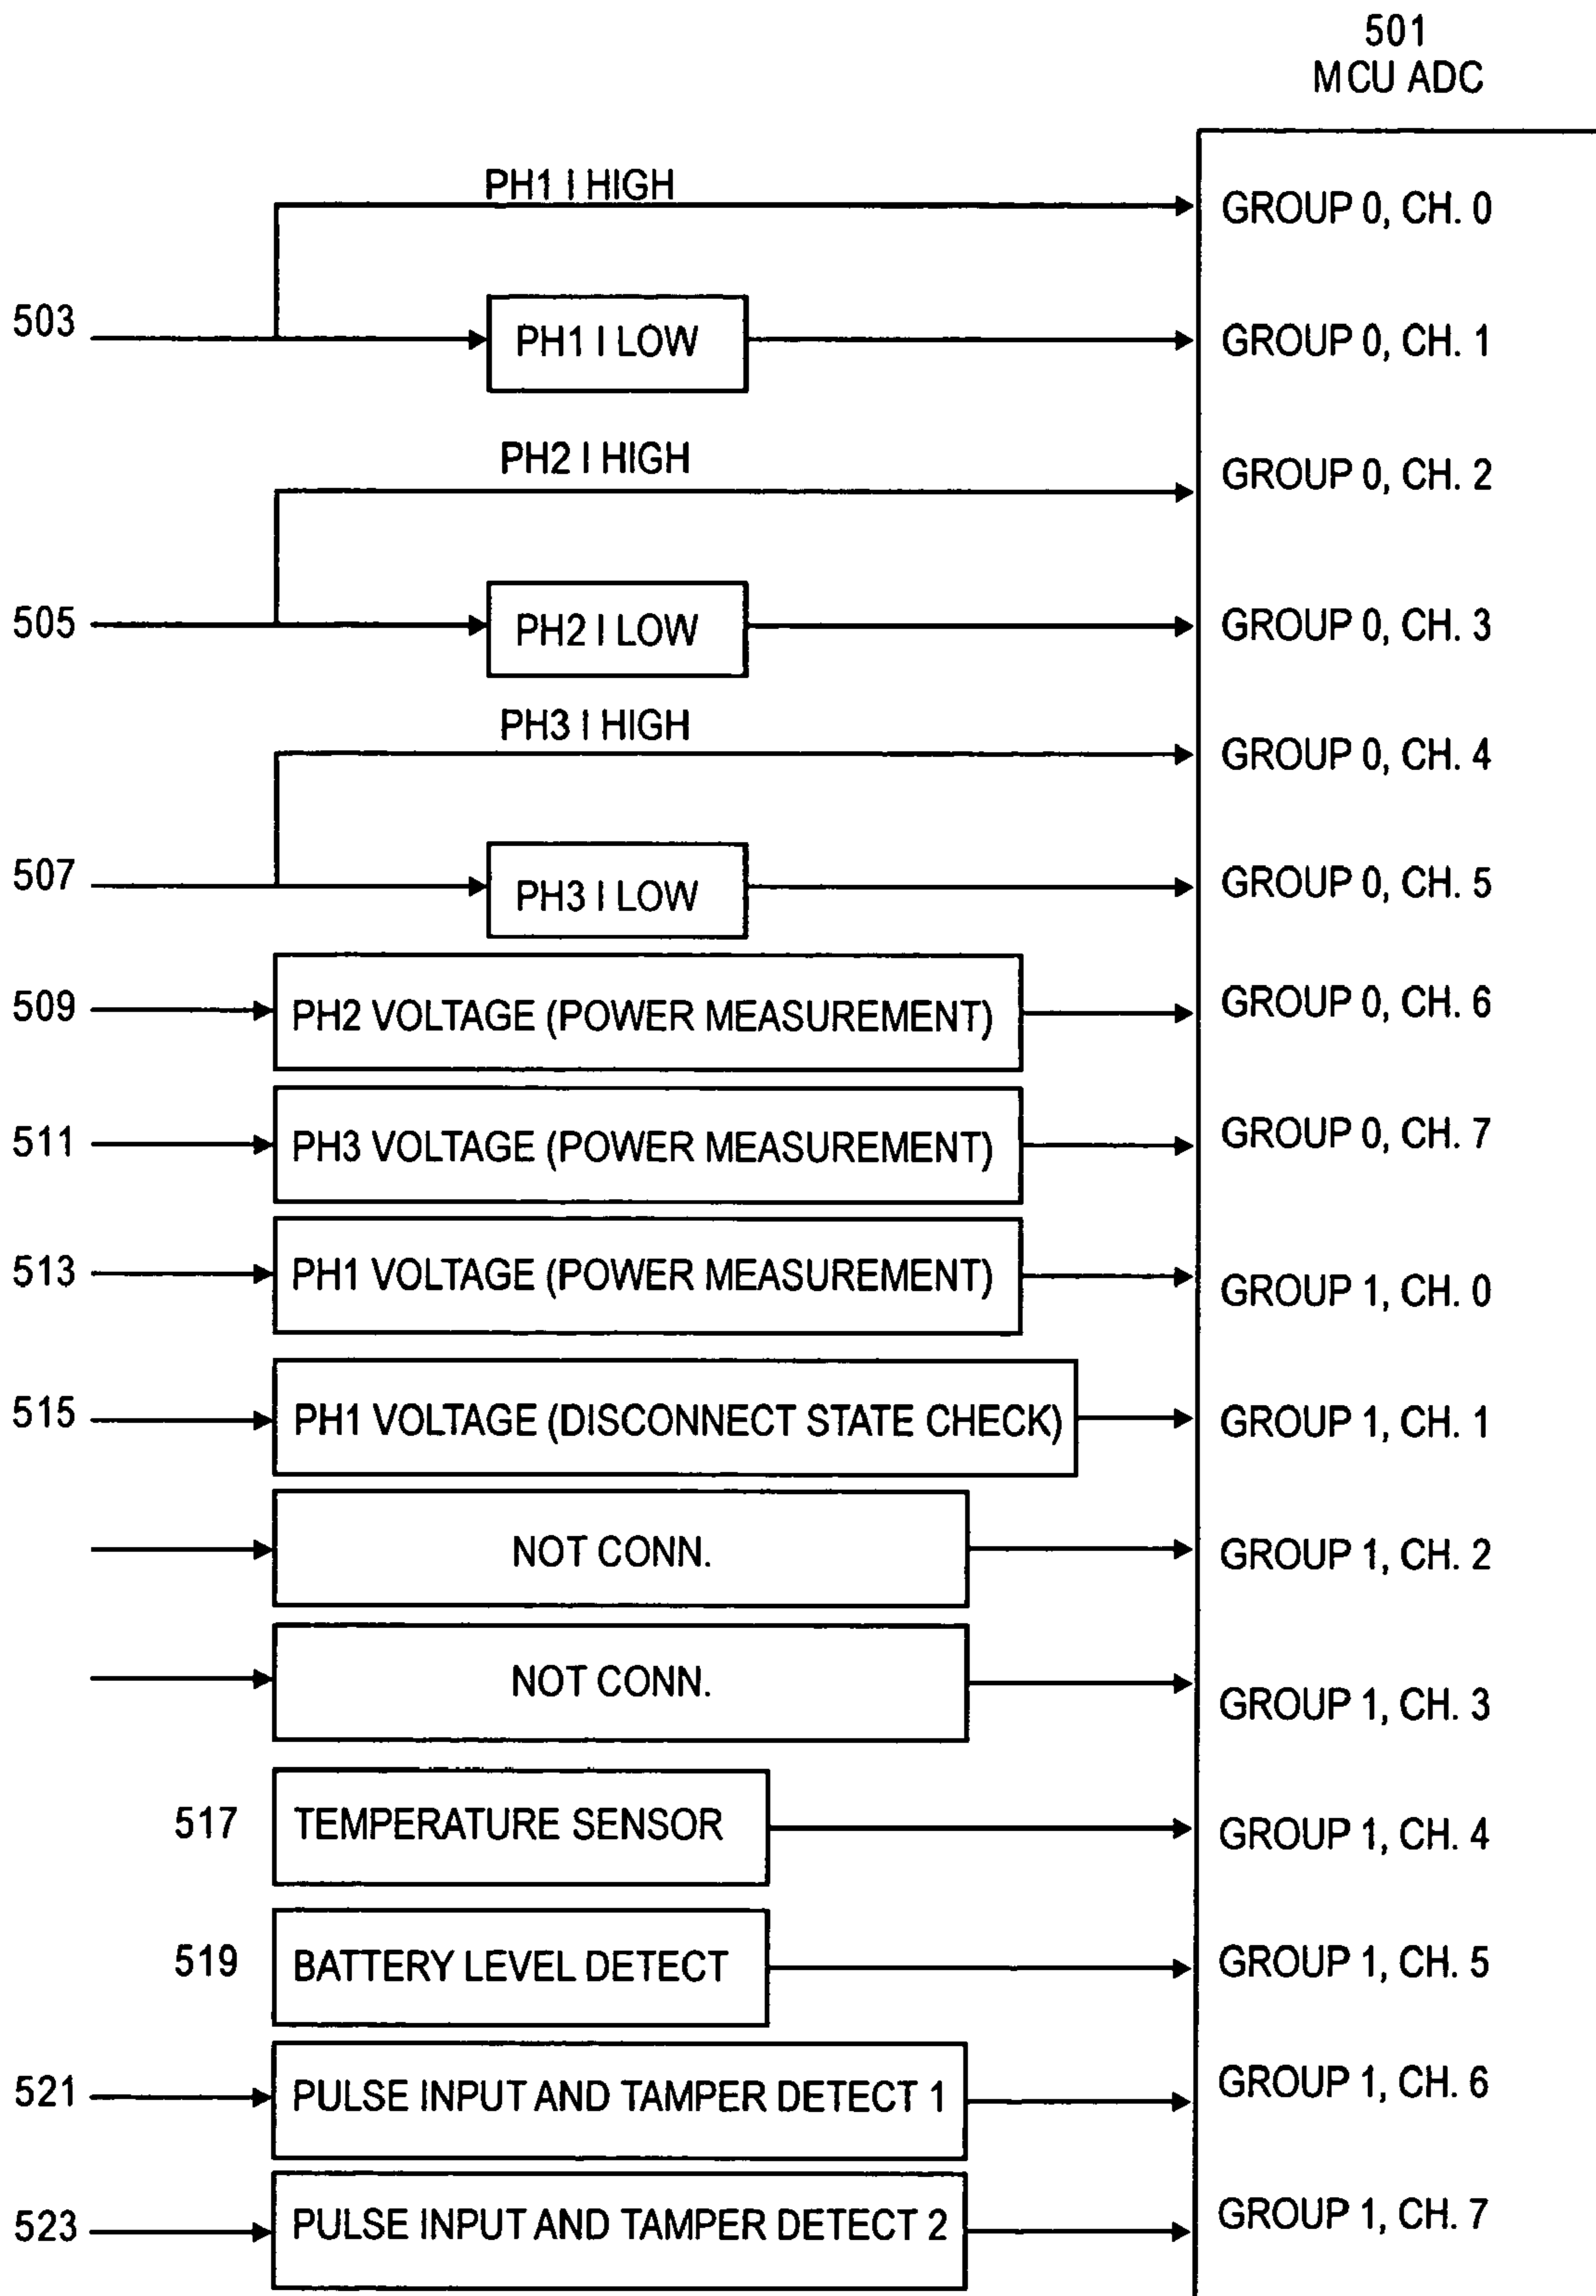 501
MCU ADC
PH1 I HIGH
GROUP 0, CH. 0
503
PH1 I LOW
GROUP 0, CH. 1
PH2 I HIGH
GROUP 0, CH. 2
505
PH2 I LOW
GROUP 0, CH. 3
PH3 I HIGH
GROUP 0, CH. 4
507
PH3 I LOW
GROUP 0, CH. 5
509
PH2 VOLTAGE (POWER MEASUREMENT)
GROUP 0, CH. 6
511
PH3 VOLTAGE (POWER MEASUREMENT)
GROUP 0, CH. 7
513
PH1 VOLTAGE (POWER MEASUREMENT)
GROUP 1, CH. 0
515
PH1 VOLTAGE (DISCONNECT STATE CHECK)
GROUP 1, CH. 1
NOT CONN.
GROUP 1, CH. 2
NOT CONN.
GROUP 1, CH. 3
517
TEMPERATURE SENSOR
GROUP 1, CH. 4
519
BATTERY LEVEL DETECT
GROUP 1, CH. 5
521
PULSE INPUT AND TAMPER DETECT 1
GROUP 1, CH. 6
523
PULSE INPUT AND TAMPER DETECT 2
GROUP 1, CH. 7